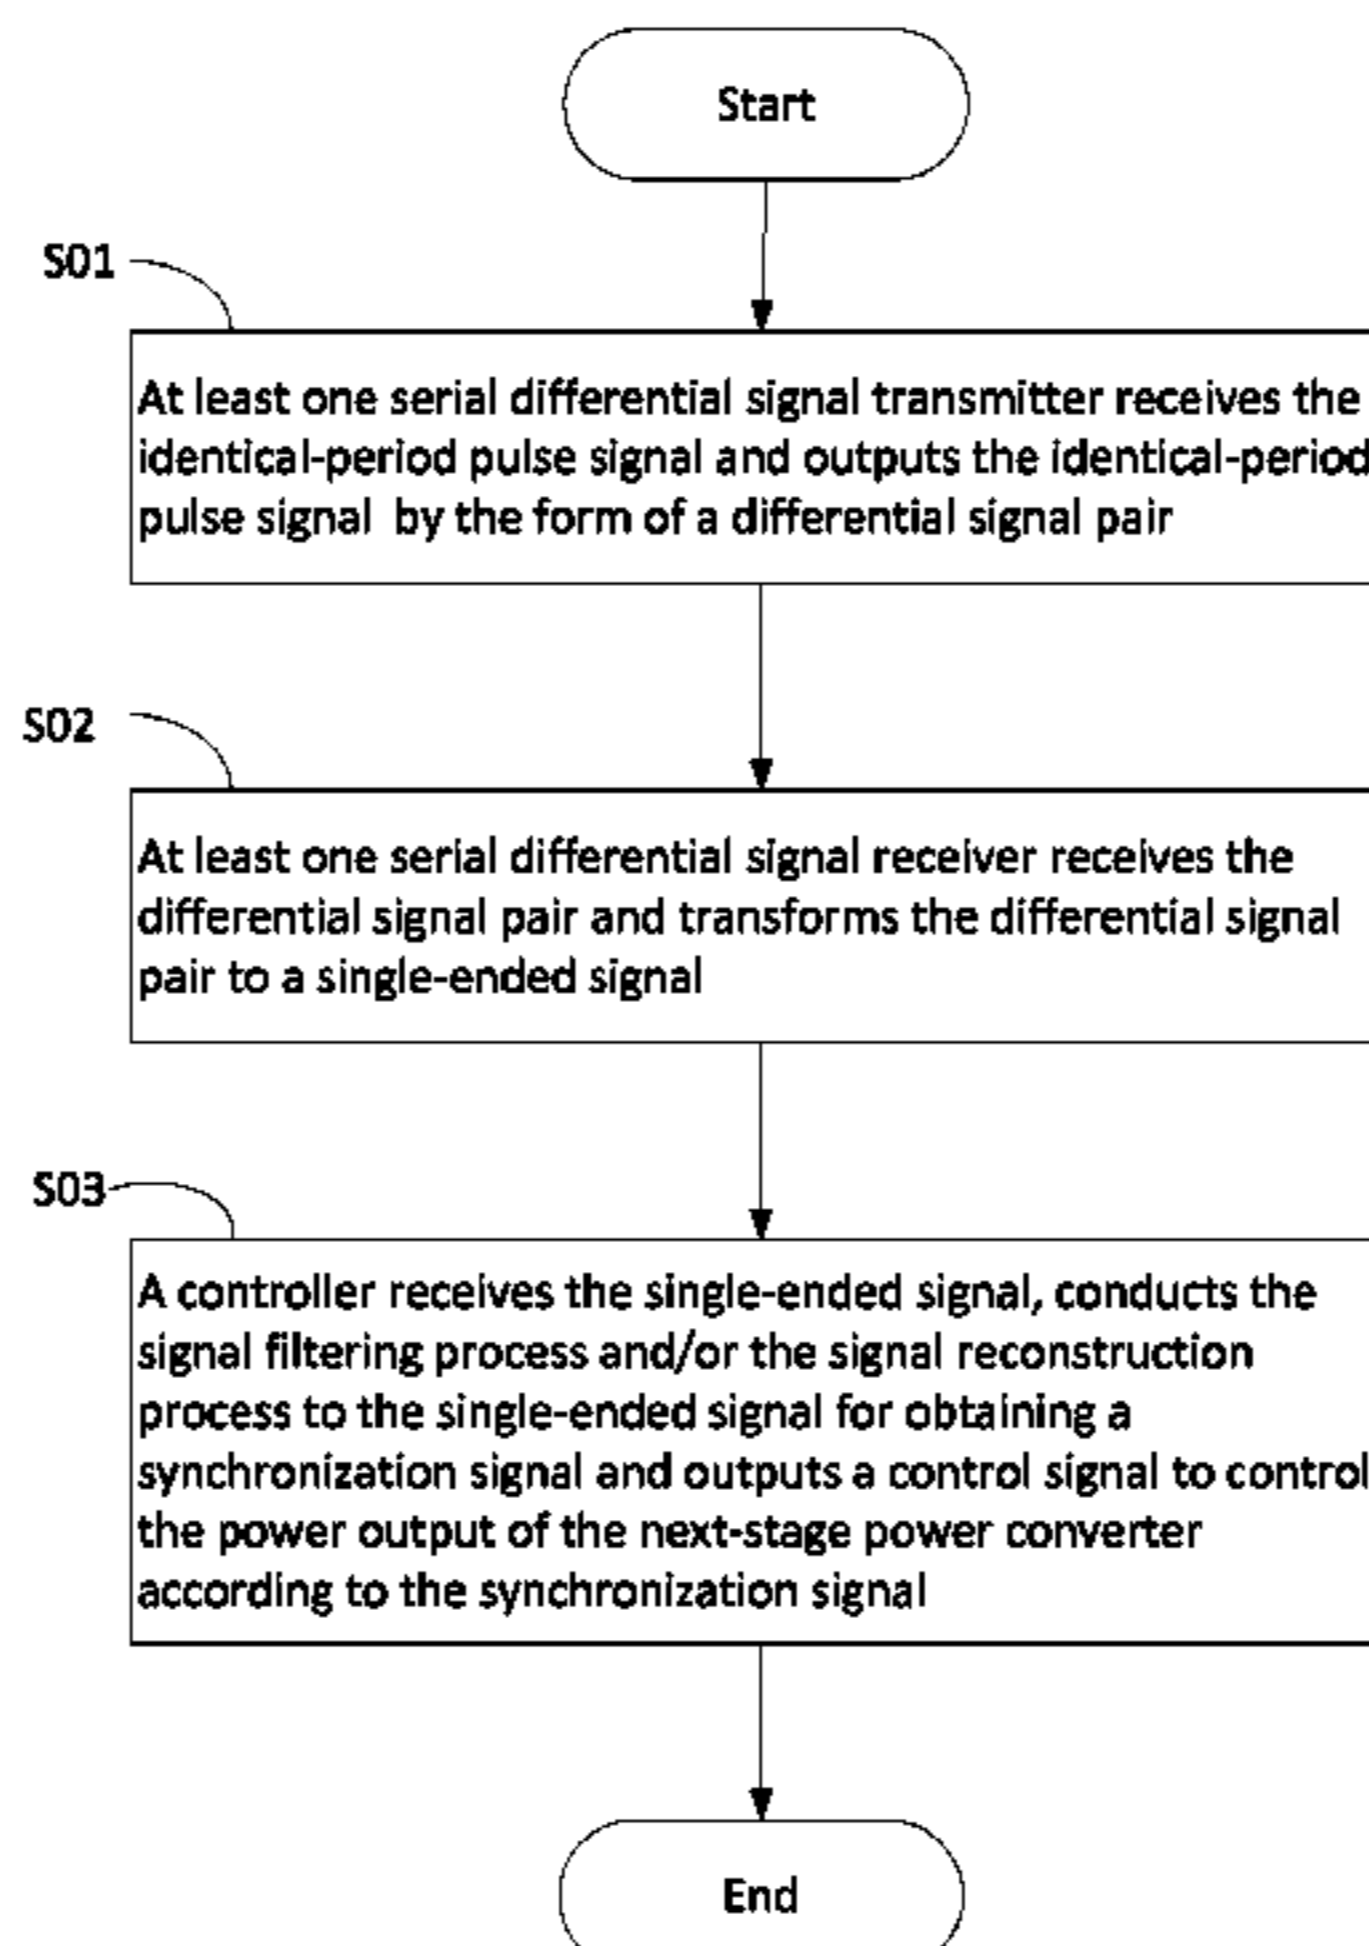 Start
S01
At least one serial differential signal transmitter receives the
identical-period pulse signal and outputs the identical-period
pulse signal by the form of a differential signal pair
S02
At least one serial differential signal receiver receives the
differential signal pair and transforms the differential signal
pair to a single-ended signal
S03
A controller receives the single-ended signal, conducts the
signal filtering process and/or the signal reconstruction
process to the single-ended signal for obtaining a
synchronization signal and outputs a control signal to control
the power output of the next-stage power converter
according to the synchronization signal
End